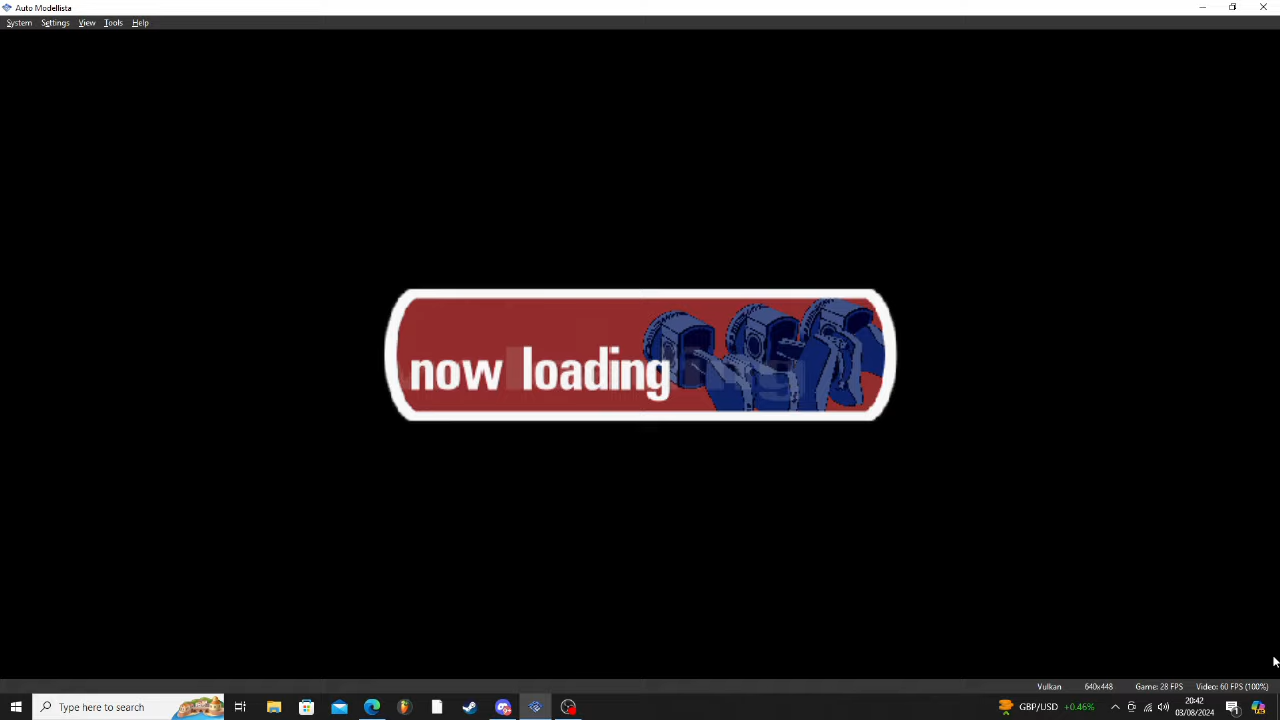 Auto Modellista
System Settings View Tools Help
now loading
Vulkan 640x448 Game: 28 FPS Video: 60 FPS (100%)
Type here to search
GBP/USD +0.46%
20:42
03/08/2024